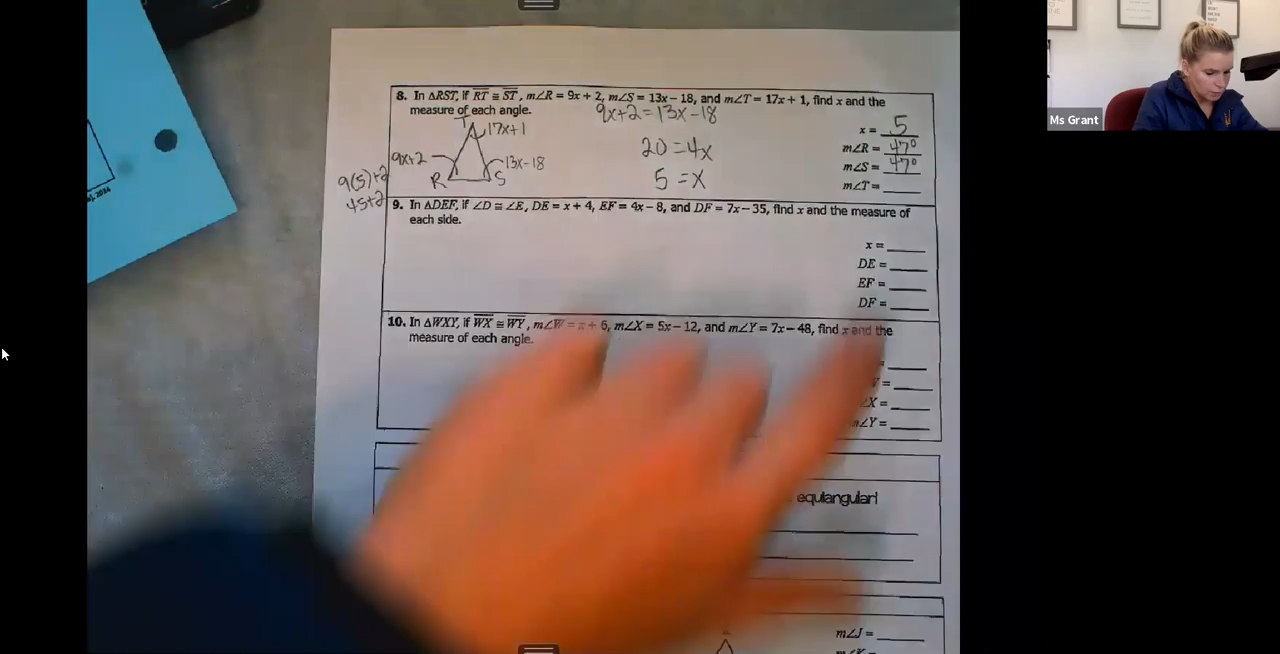 8. In △RST, if RT ≅ ST, m∠R = 9x + 2, m∠S = 13x – 18, and m∠T = 17x + 1, find x and the
measure of each angle.
9x+2=13x-18
20=4x
5=x
T
17x+1
9x+2
13x-18
R
S
9(5)+2
45+2
x = 5
m∠R = 47°
m∠S = 47°
m∠T =
9. In △DEF, if ∠D ≅ ∠E, DE = x + 4, EF = 4x – 8, and DF = 7x – 35, find x and the measure of
each side.
x =
DE =
EF =
DF =
10. In △WXY, if WX ≅ WY, m∠W = x + 6, m∠X = 5x – 12, and m∠Y = 7x – 48, find x and the
measure of each angle.
=
=
∠X =
m∠Y =
equiangular!
m∠J =
Ms Grant